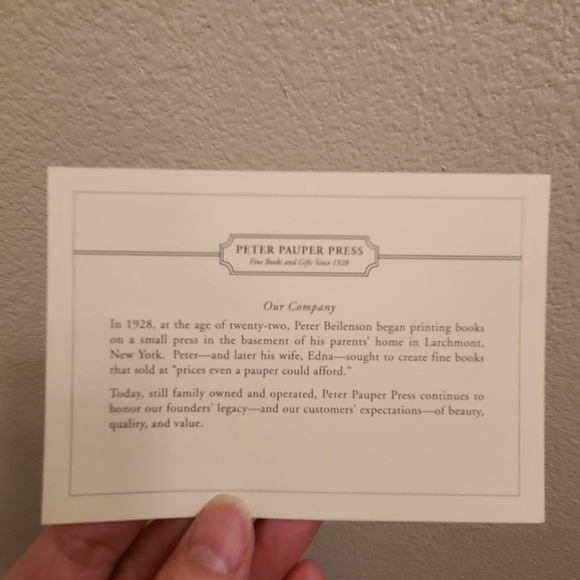 PETER PAUPER PRESS
Fine Books and Gifts Since 1928
Our Company
In 1928, at the age of twenty-two, Peter Beilenson began printing books
on a small press in the basement of his parents' home in Larchmont,
New York. Peter—and later his wife, Edna—sought to create fine books
that sold at "prices even a pauper could afford."
Today, still family owned and operated, Peter Pauper Press continues to
honor our founders' legacy—and our customers' expectations—of beauty,
quality, and value.